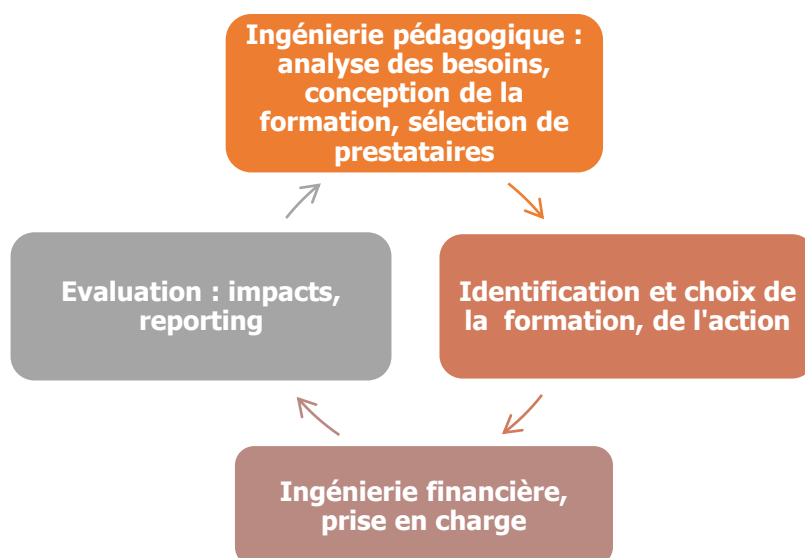 Ingénierie pédagogique :
analyse des besoins,
conception de la
formation, sélection de
prestataires
Evaluation : impacts,
reporting
Identification et choix de
la  formation, de l'action
Ingénierie financière,
prise en charge